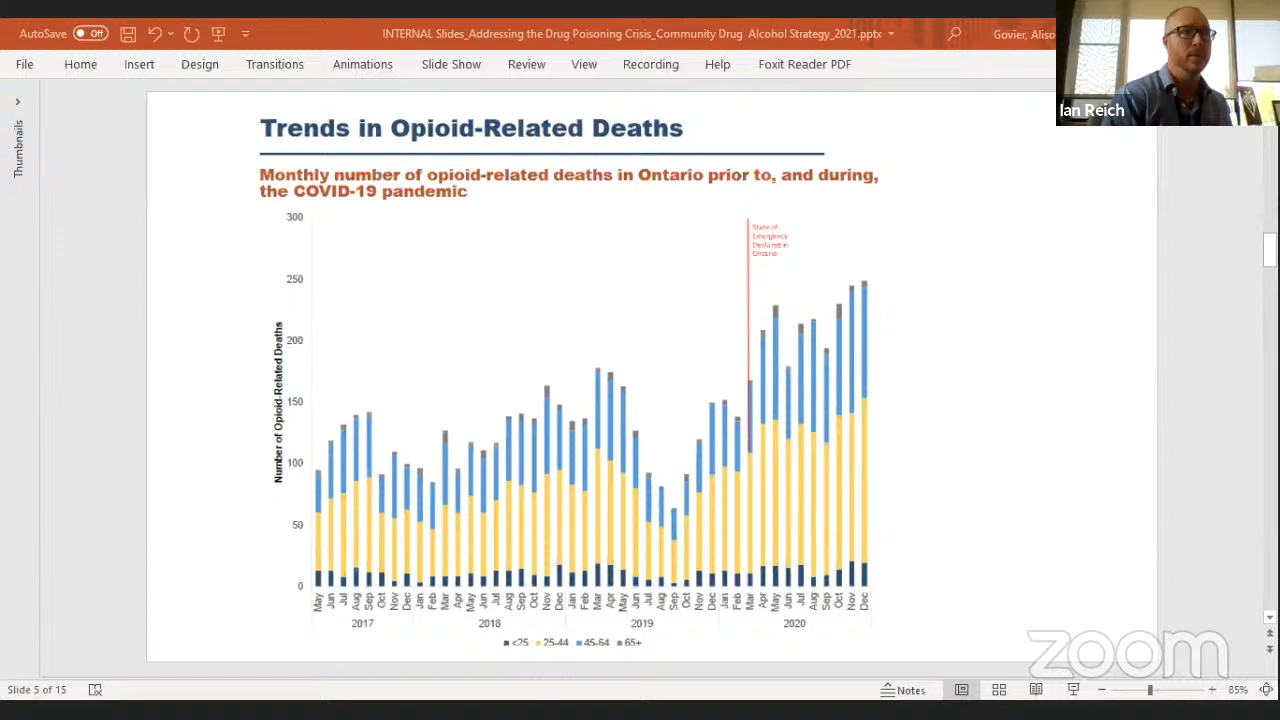 AutoSave Off INTERNAL Slides_Addressing the Drug Poisoning Crisis_Community Drug Alcohol Strategy_2021.pptx Govier, Aliso
File Home Insert Design Transitions Animations Slide Show Review View Recording Help Foxit Reader PDF
Ian Reich
Thumbnails
Trends in Opioid-Related Deaths
Monthly number of opioid-related deaths in Ontario prior to, and during,
the COVID-19 pandemic
Number of Opioid-Related Deaths
300
250
200
150
100
50
0
State of
Emergency
Declared in
Ontario
May Jun Jul Aug Sep Oct Nov Dec Jan Feb Mar Apr May Jun Jul Aug Sep Oct Nov Dec Jan Feb Mar Apr May Jun Jul Aug Sep Oct Nov Dec Jan Feb Mar Apr May Jun Jul Aug Sep Oct Nov Dec
2017 2018 2019 2020
<25 25-44 45-64 65+
zoom
Slide 5 of 15 Notes 85%